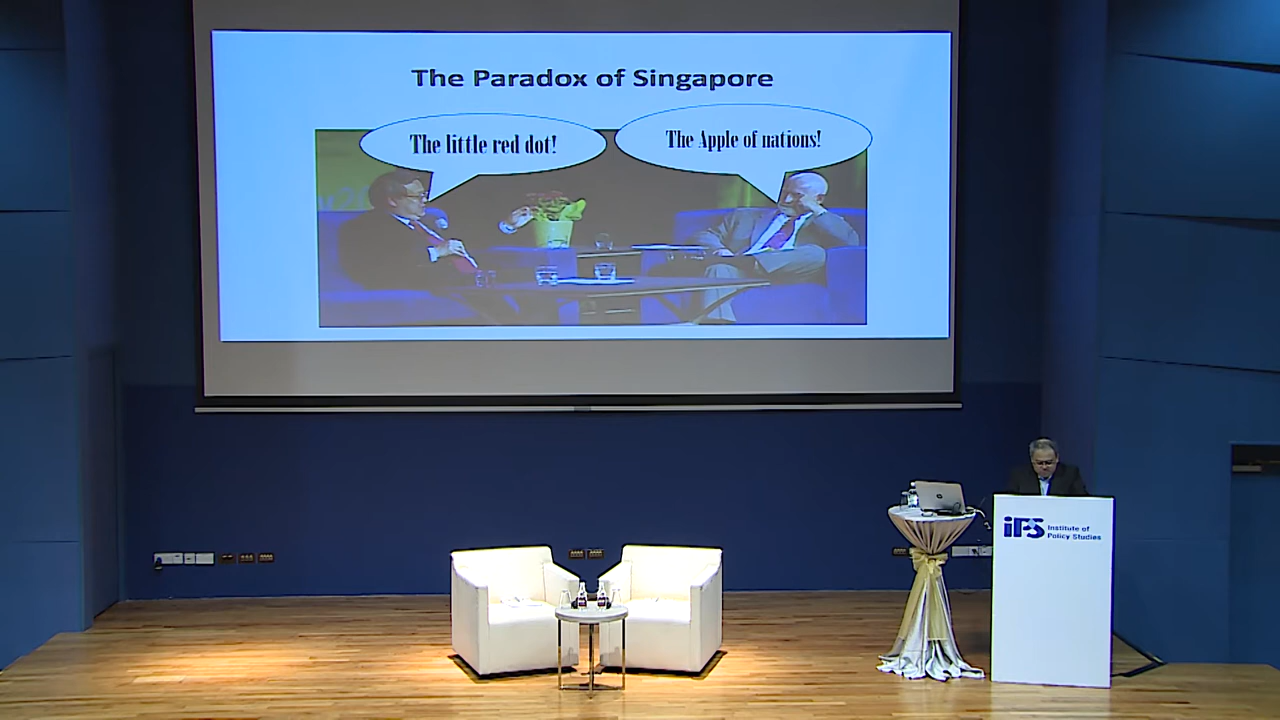 The Paradox of Singapore
The little red dot!
The Apple of nations!
iPS Institute of
Policy Studies